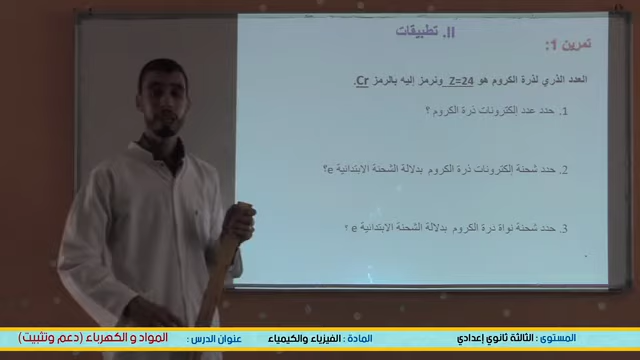 II. تطبيقات
تمرين 1:
العدد الذري لذرة الكروم هو Z=24 ونرمز إليه بالرمز Cr.
1. حدد عدد إلكترونات ذرة الكروم ؟
2. حدد شحنة إلكترونات ذرة الكروم بدلالة الشحنة الابتدائية e؟
3. حدد شحنة نواة ذرة الكروم بدلالة الشحنة الابتدائية e ؟
المستوى : الثالثة ثانوي إعدادي المادة : الفيزياء والكيمياء عنوان الدرس : المواد و الكهرباء (دعم وتثبيت)